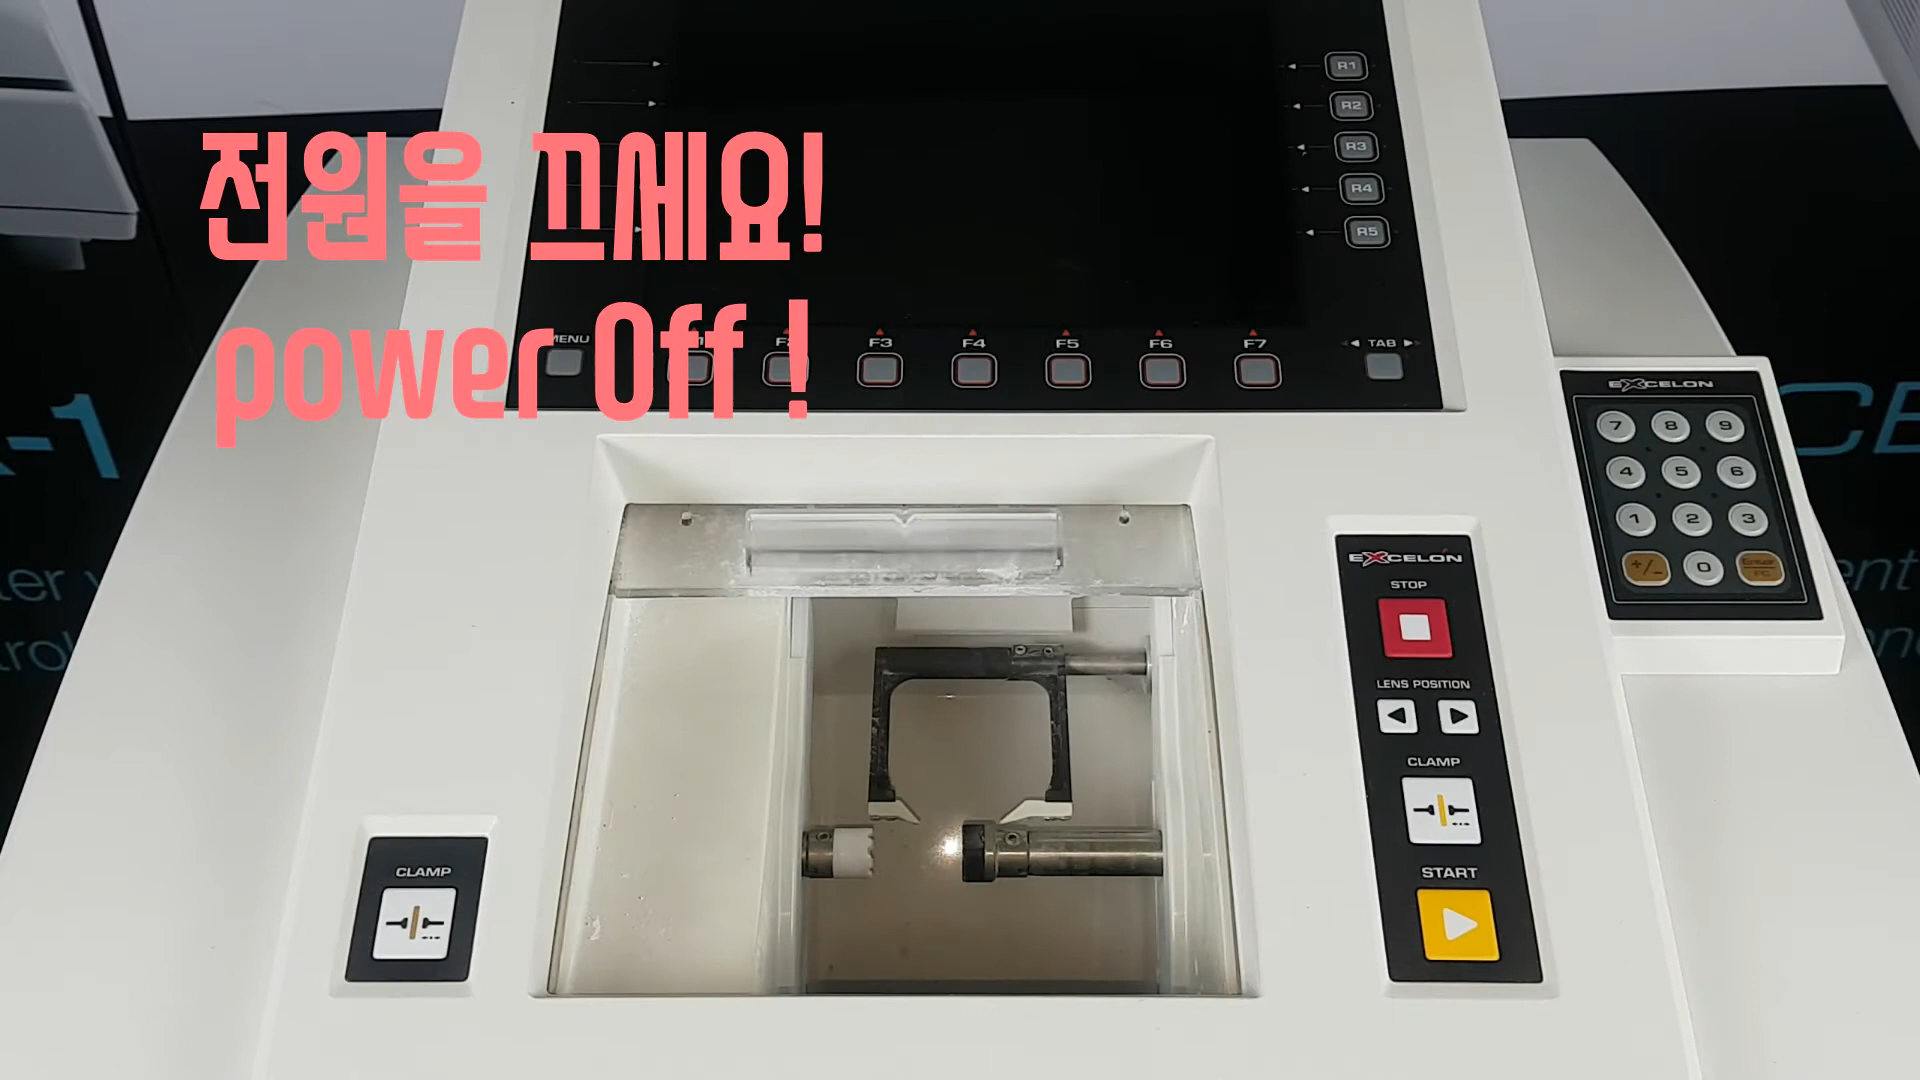 전원을 끄세요!
power Off !
R1
R2
R3
R4
R5
MENU
F3
F4
F5
F6
F7
TAB
EXCELON
7 8 9
4 5 6
1 2 3
+/- 0 Enter
EXCELON
STOP
LENS POSITION
CLAMP
START
CLAMP
-1